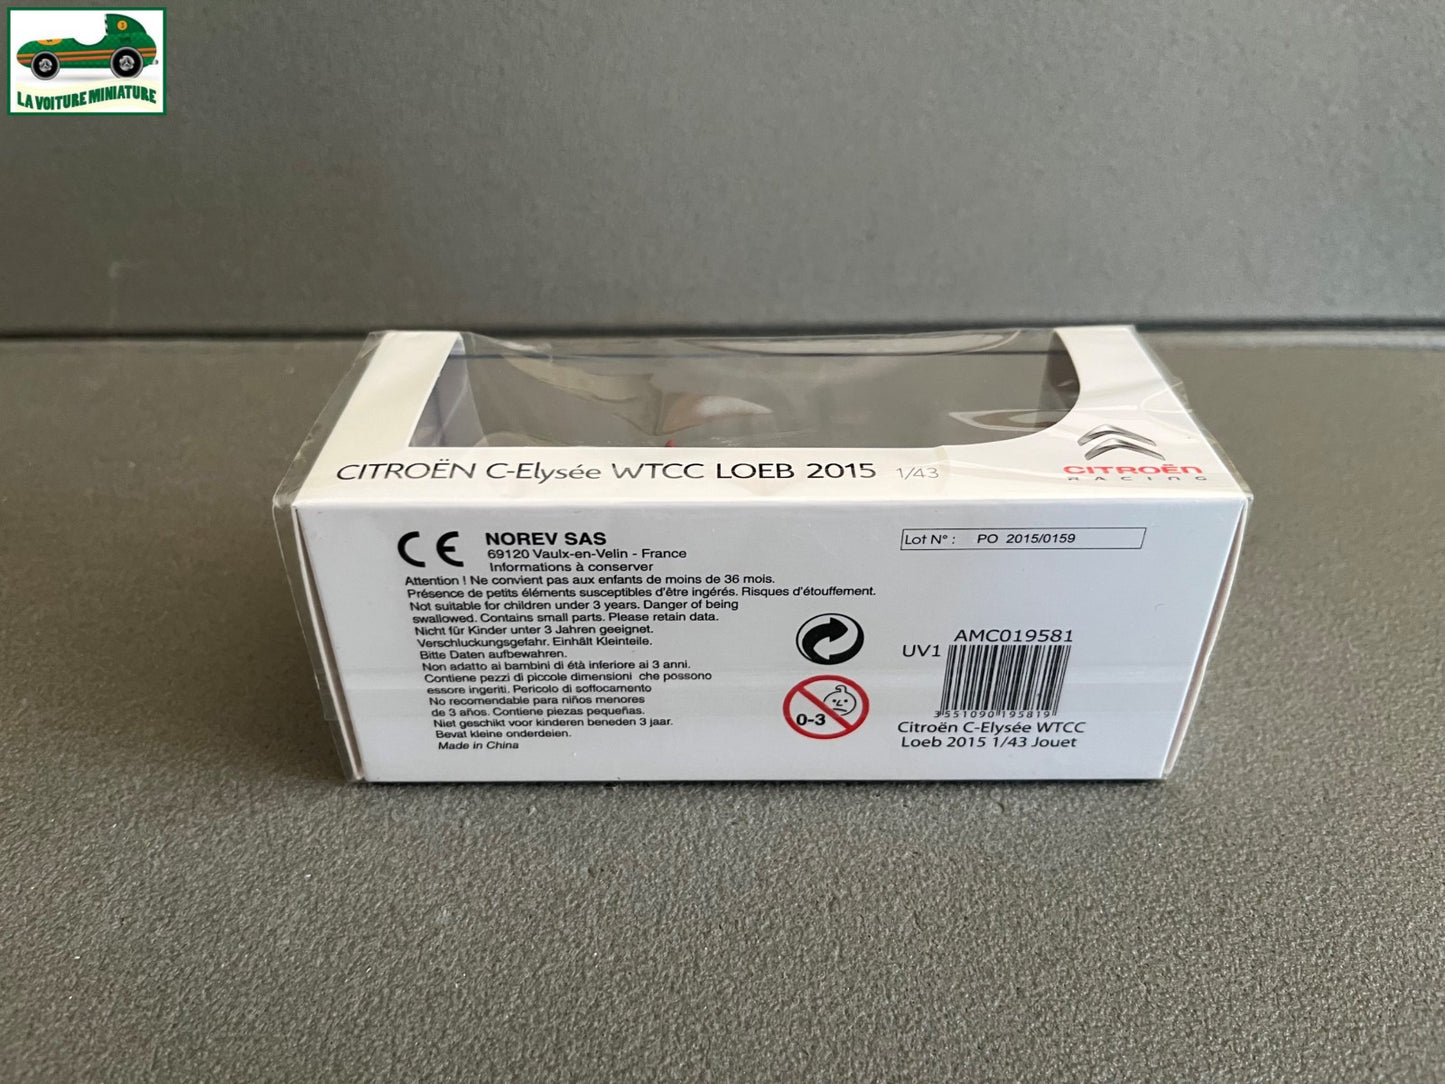 3
LA VOITURE MINIATURE
CITROËN C-Elysée WTCC LOEB 2015 1/43
CITROËN
RACING
CE
NOREV SAS
69120 Vaulx-en-Velin - France
Informations à conserver
Attention ! Ne convient pas aux enfants de moins de 36 mois.
Présence de petits éléments susceptibles d'être ingérés. Risques d'étouffement.
Not suitable for children under 3 years. Danger of being
swallowed. Contains small parts. Please retain data.
Nicht für Kinder unter 3 Jahren geeignet.
Verschluckungsgefahr. Einhält Kleinteile.
Bitte Daten aufbewahren.
Non adatto ai bambini di étà inferiore ai 3 anni.
Contiene pezzi di piccole dimensioni che possono
essore ingeriti. Pericolo di soffocamento
No recomendable para niños menores
de 3 años. Contiene piezas pequeñas.
Niet geschikt voor kinderen beneden 3 jaar.
Bevat kleine onderdeien.
Made in China
0-3
Lot N° : PO 2015/0159
AMC019581
UV1
3 551090 195819
Citroën C-Elysée WTCC
Loeb 2015 1/43 Jouet